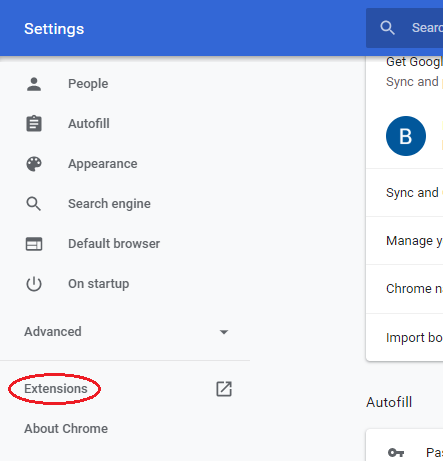 Settings
Searc
People
Autofill
Appearance
Search engine
Default browser
On startup
Advanced
Extensions
About Chrome
Get Googl
Sync and
B
Sync and
Manage y
Chrome n
Import bo
Autofill
Pas